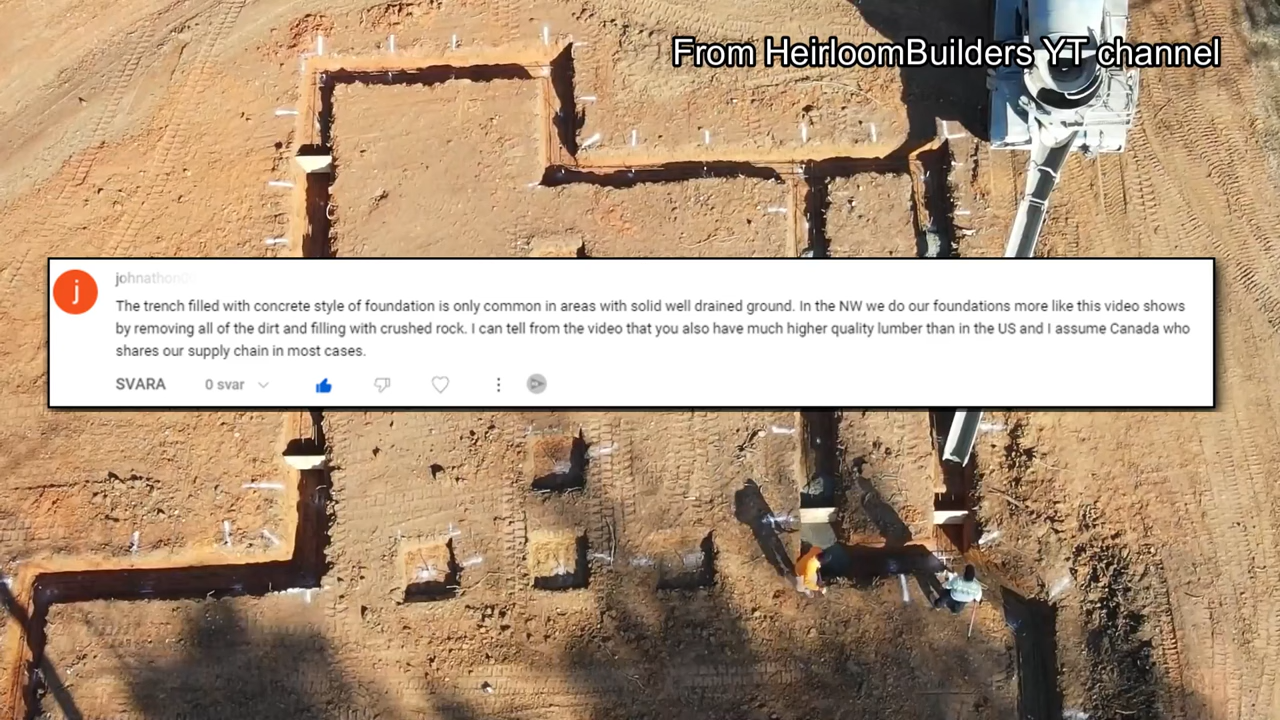 From HeirloomBuilders YT channel
j
johnathon
The trench filled with concrete style of foundation is only common in areas with solid well drained ground. In the NW we do our foundations more like this video shows
by removing all of the dirt and filling with crushed rock. I can tell from the video that you also have much higher quality lumber than in the US and I assume Canada who
shares our supply chain in most cases.
SVARA 0 svar